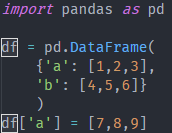 import pandas as pd
df = pd.DataFrame(
{'a': [1,2,3],
'b': [4,5,6]}
)
df['a'] = [7,8,9]